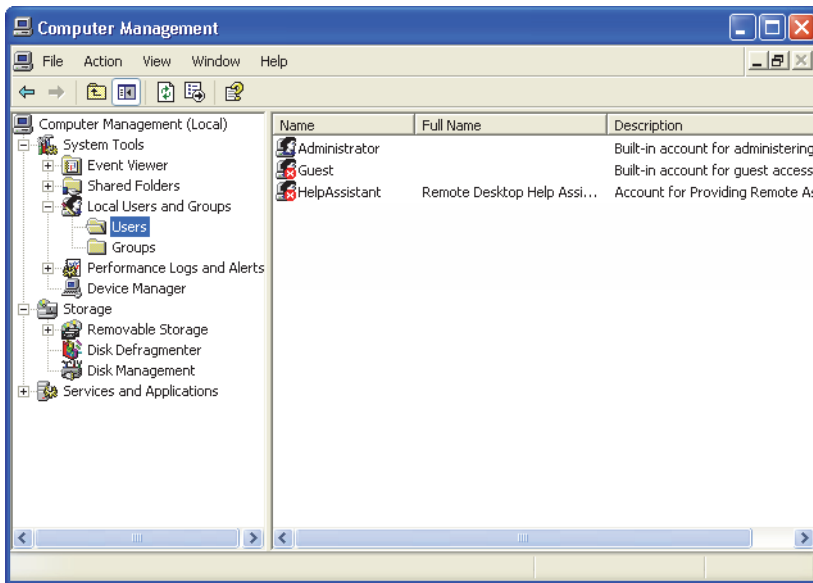 Computer Management
File Action View Window Help
Computer Management (Local)
System Tools
Event Viewer
Shared Folders
Local Users and Groups
Users
Groups
Performance Logs and Alerts
Device Manager
Storage
Removable Storage
Disk Defragmenter
Disk Management
Services and Applications
Name Full Name Description
Administrator Built-in account for administering
Guest Built-in account for guest access
HelpAssistant Remote Desktop Help Assi... Account for Providing Remote As